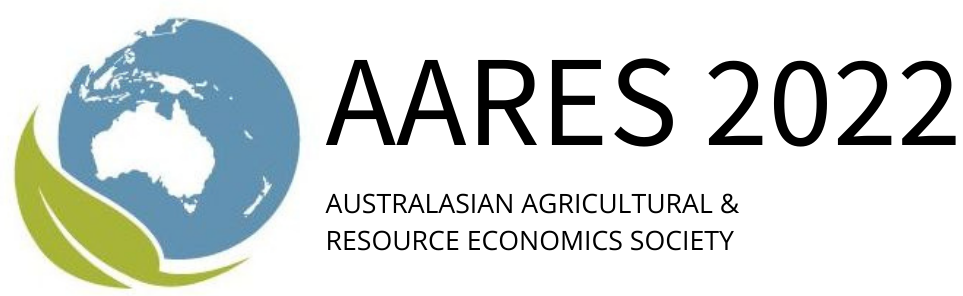 AARES 2022
AUSTRALASIAN AGRICULTURAL &
RESOURCE ECONOMICS SOCIETY